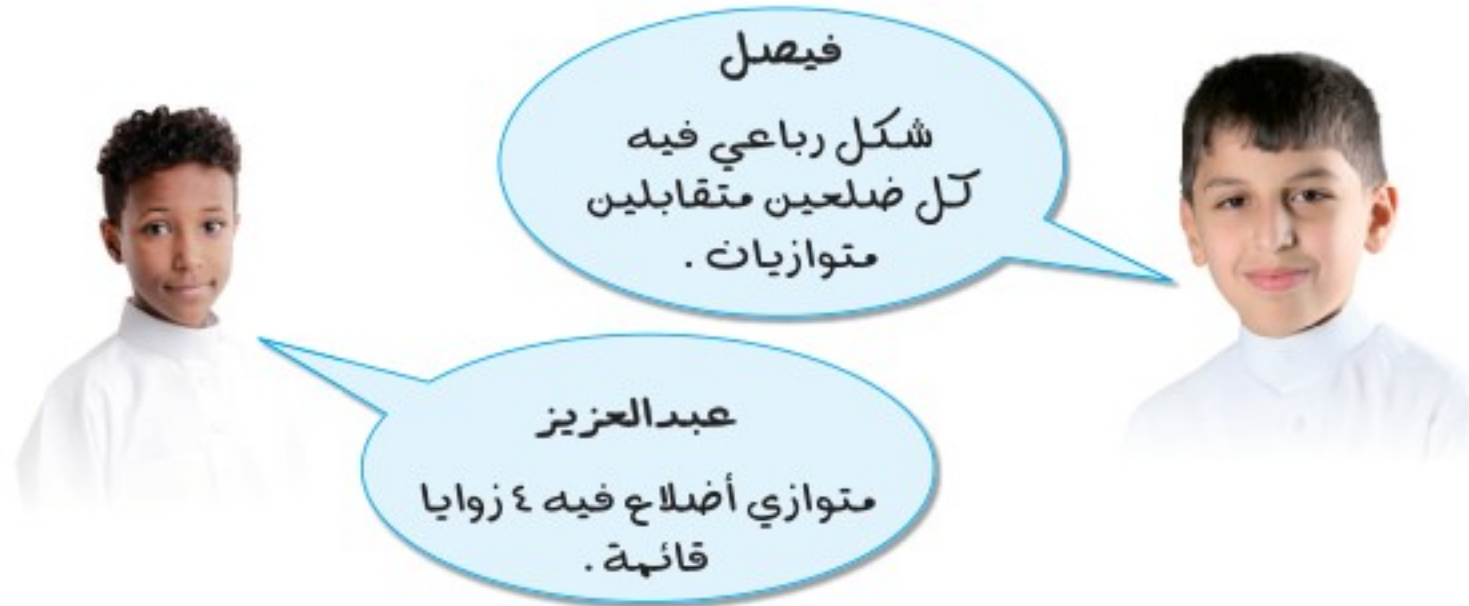 فيصل
شكل رباعي فيه
كل ضلعين متقابلين
متوازيان .
عبدالعزيز
متوازي أضلاع فيه ٤ زوايا
قائمة .